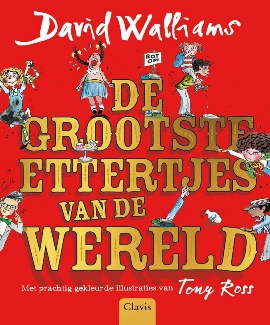 David Walliams
ROT OP!
DE
GROOTSTE
ETTERTJES
VAN DE
WERELD
Met prachtig gekleurde illustraties van Tony Ross
Clavis